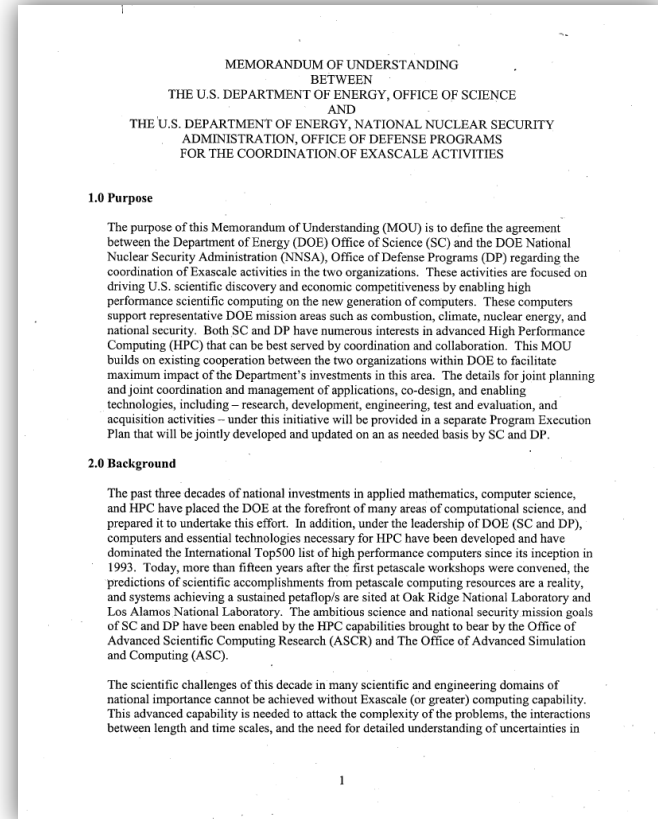 MEMORANDUM OF UNDERSTANDING
BETWEEN
THE U.S. DEPARTMENT OF ENERGY, OFFICE OF SCIENCE
AND
THE U.S. DEPARTMENT OF ENERGY, NATIONAL NUCLEAR SECURITY
ADMINISTRATION, OFFICE OF DEFENSE PROGRAMS
FOR THE COORDINATION OF EXASCALE ACTIVITIES
1.0 Purpose
The purpose of this Memorandum of Understanding (MOU) is to define the agreement
between the Department of Energy (DOE) Office of Science (SC) and the DOE National
Nuclear Security Administration (NNSA), Office of Defense Programs (DP) regarding the
coordination of Exascale activities in the two organizations. These activities are focused on
driving U.S. scientific discovery and economic competitiveness by enabling high
performance scientific computing on the new generation of computers. These computers
support representative DOE mission areas such as combustion, climate, nuclear energy, and
national security. Both SC and DP have numerous interests in advanced High Performance
Computing (HPC) that can be best served by coordination and collaboration. This MOU
builds on existing cooperation between the two organizations within DOE to facilitate
maximum impact of the Department's investments in this area. The details for joint planning
and joint coordination and management of applications, co-design, and enabling
technologies, including – research, development, engineering, test and evaluation, and
acquisition activities – under this initiative will be provided in a separate Program Execution
Plan that will be jointly developed and updated on an as needed basis by SC and DP.
2.0 Background
The past three decades of national investments in applied mathematics, computer science,
and HPC have placed the DOE at the forefront of many areas of computational science, and
prepared it to undertake this effort. In addition, under the leadership of DOE (SC and DP),
computers and essential technologies necessary for HPC have been developed and have
dominated the International Top500 list of high performance computers since its inception in
1993. Today, more than fifteen years after the first petascale workshops were convened, the
predictions of scientific accomplishments from petascale computing resources are a reality,
and systems achieving a sustained petaflop/s are sited at Oak Ridge National Laboratory and
Los Alamos National Laboratory. The ambitious science and national security mission goals
of SC and DP have been enabled by the HPC capabilities brought to bear by the Office of
Advanced Scientific Computing Research (ASCR) and The Office of Advanced Simulation
and Computing (ASC).
The scientific challenges of this decade in many scientific and engineering domains of
national importance cannot be achieved without Exascale (or greater) computing capability.
This advanced capability is needed to attack the complexity of the problems, the interactions
between length and time scales, and the need for detailed understanding of uncertainties in
1